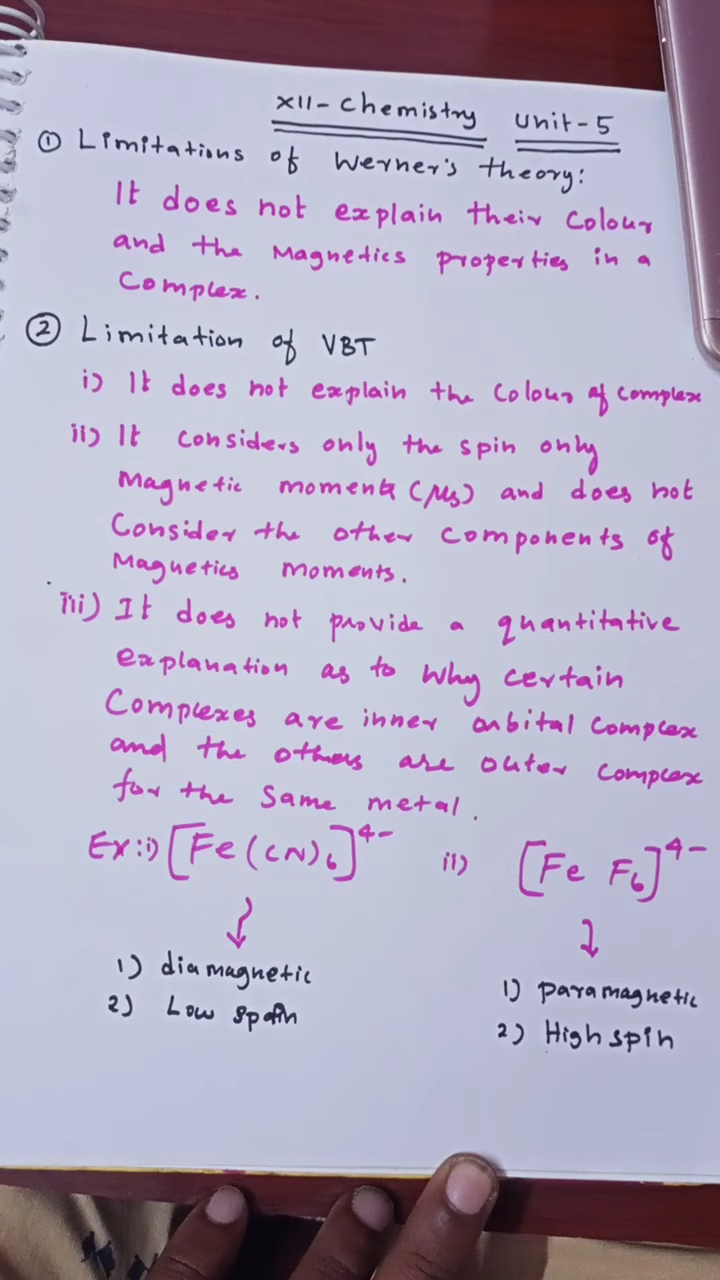 XII - Chemistry Unit - 5
① Limitations of Werner's theory:
It does not explain their Colour
and the Magnetics properties in a
Complex.
② Limitation of VBT
i) It does not explain the Colour of Complex
ii) It Considers only the spin only
Magnetic moments (μs) and does not
Consider the other Components of
Magnetics moments.
iii) It does not provide a quantitative
explanation as to why certain
Complexes are inner orbital complex
and the others are outer complex
for the Same metal.
Ex: i) [Fe(CN)₆]⁴⁻ ii) [Fe F₆]⁴⁻
1) diamagnetic
2) Low spin
1) paramagnetic
2) High spin